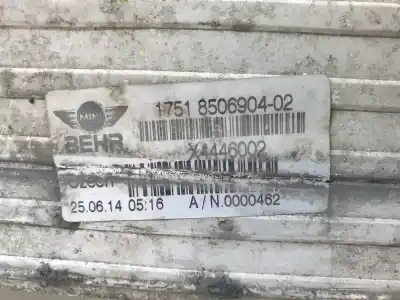 MINI
1751 8506904-02
BEHR
X4446002
25.06.14 05:16 A/N.0000462